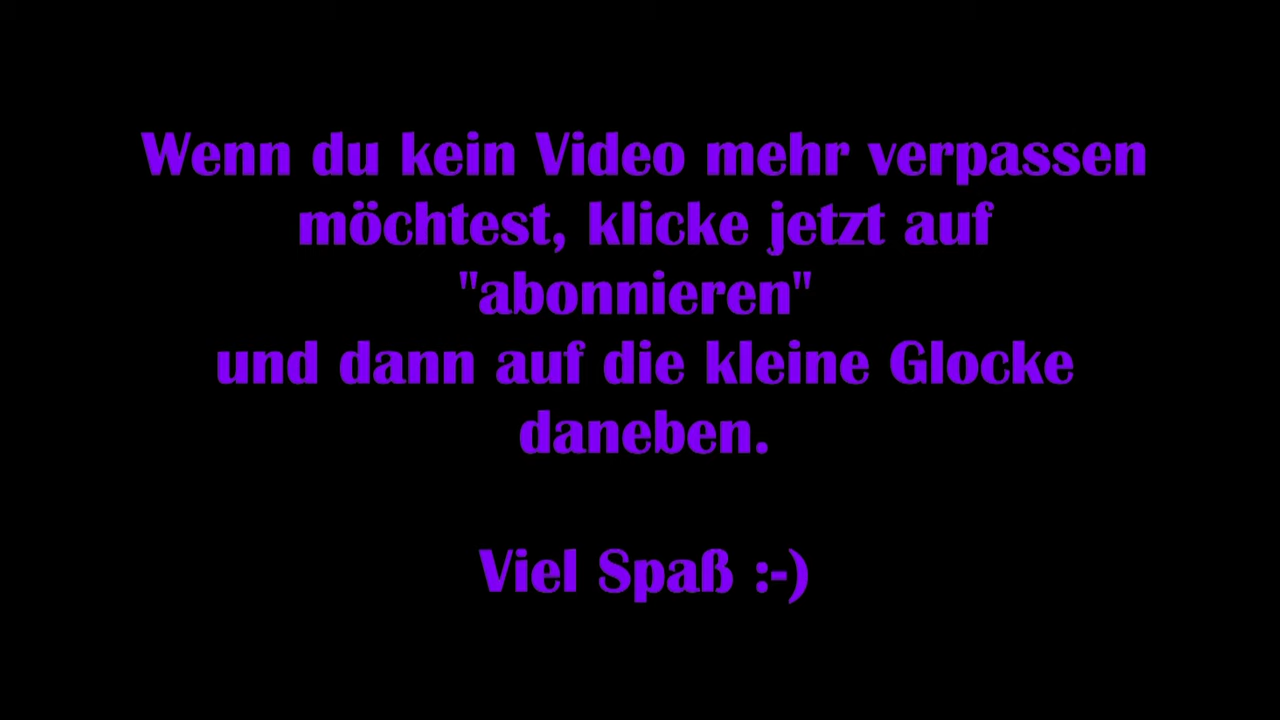 Wenn du kein Video mehr verpassen
möchtest, klicke jetzt auf
"abonnieren"
und dann auf die kleine Glocke
daneben.
Viel Spaß :-)